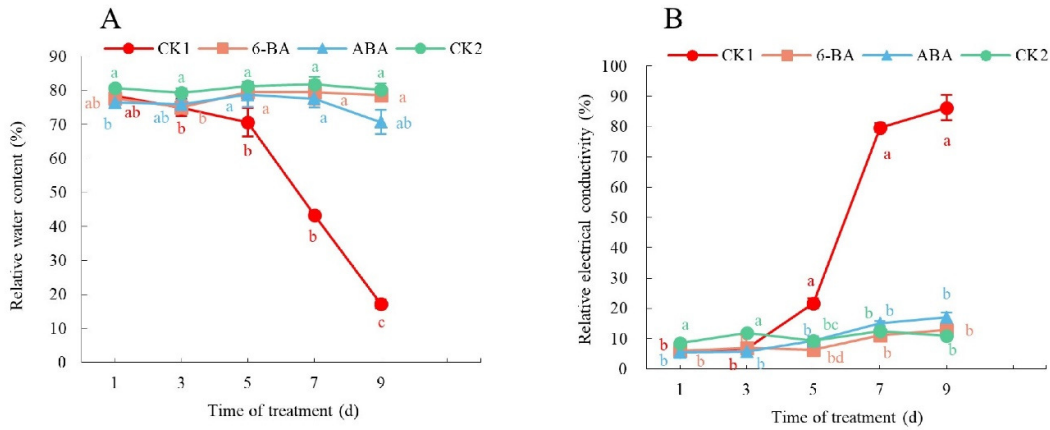 A
CK1 6-BA ABA CK2
Relative water content (%)
90
80
70
60
50
40
30
20
10
0
a a a a a
ab ab ab b a a a a
b b b a ab
b
b
c
1 3 5 7 9
Time of treatment (d)
B
CK1 6-BA ABA CK2
Relative electrical conductivity (%)
100
90
80
70
60
50
40
30
20
10
0
a
a
a
b
a a b bc b b b
b b b b b bd b b
1 3 5 7 9
Time of treatment (d)